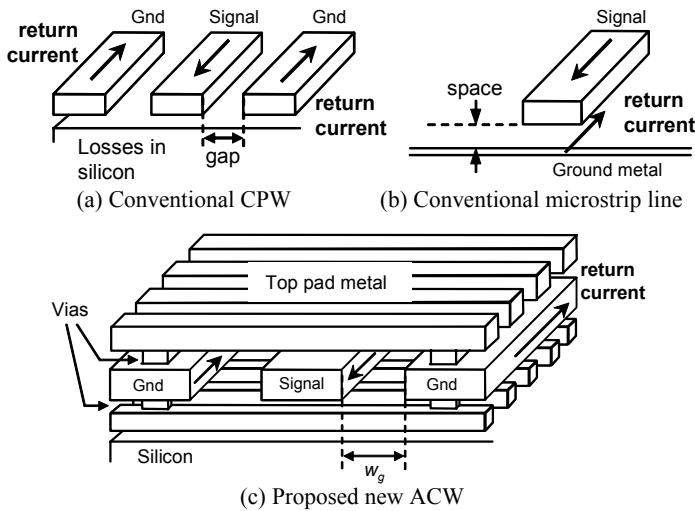 Gnd
Signal
Gnd
return
current
return
current
Losses in
silicon
gap
(a) Conventional CPW
Signal
space
return
current
Ground metal
(b) Conventional microstrip line
Top pad metal
return
current
Vias
Gnd
Signal
Gnd
Silicon
wg
(c) Proposed new ACW